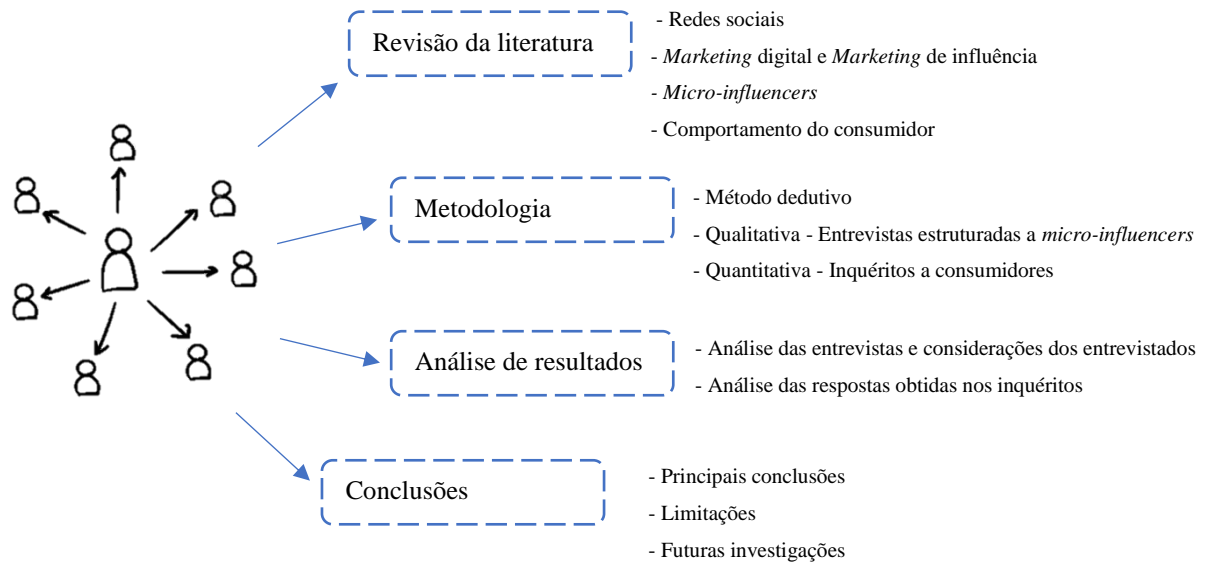 Revisão da literatura
- Redes sociais
- Marketing digital e Marketing de influência
- Micro-influencers
- Comportamento do consumidor
Metodologia
- Método dedutivo
- Qualitativa - Entrevistas estruturadas a micro-influencers
- Quantitativa - Inquéritos a consumidores
Análise de resultados
- Análise das entrevistas e considerações dos entrevistados
- Análise das respostas obtidas nos inquéritos
Conclusões
- Principais conclusões
- Limitações
- Futuras investigações